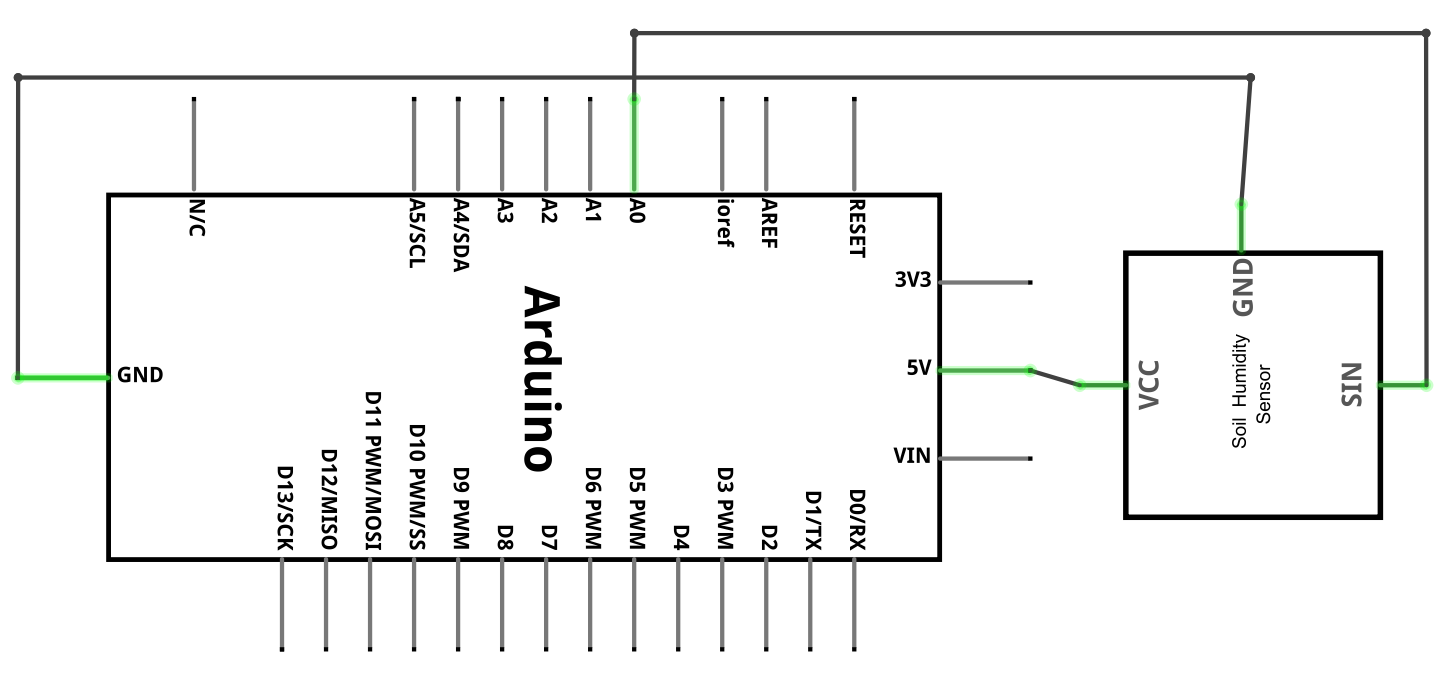 N/C
A5/SCL
A4/SDA
A3
A2
A1
A0
ioref
AREF
RESET
3V3
5V
VIN
GND
Arduino
D13/SCK
D12/MISO
D11 PWM/MOSI
D10 PWM/SS
D9 PWM
D8
D7
D6 PWM
D5 PWM
D4
D3 PWM
D2
D1/TX
D0/RX
GND
VCC
Soil Humidity
Sensor
SIN